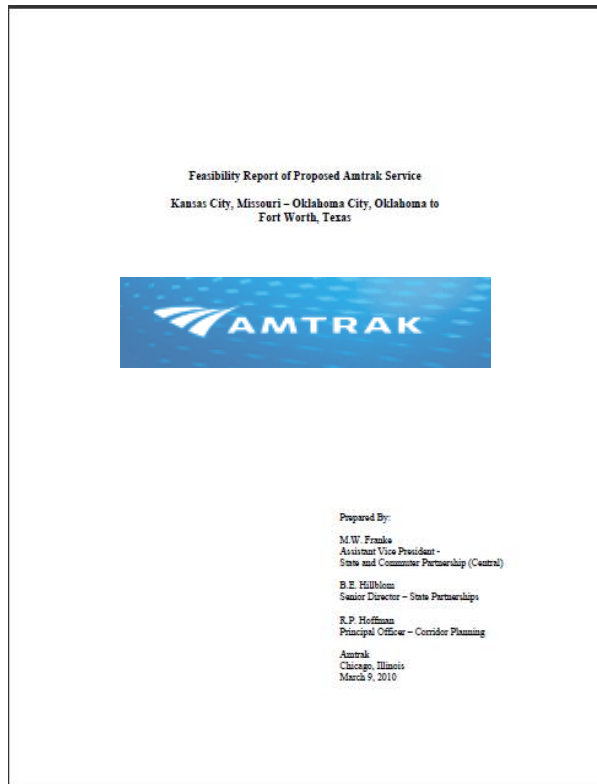 Feasibility Report of Proposed Amtrak Service
Kansas City, Missouri – Oklahoma City, Oklahoma to
Fort Worth, Texas
AMTRAK
Prepared By:
M.W. Franke
Assistant Vice President -
State and Commuter Partnership (Central)
B.E. Hillblom
Senior Director – State Partnerships
R.P. Hoffman
Principal Officer – Corridor Planning
Amtrak
Chicago, Illinois
March 9, 2010